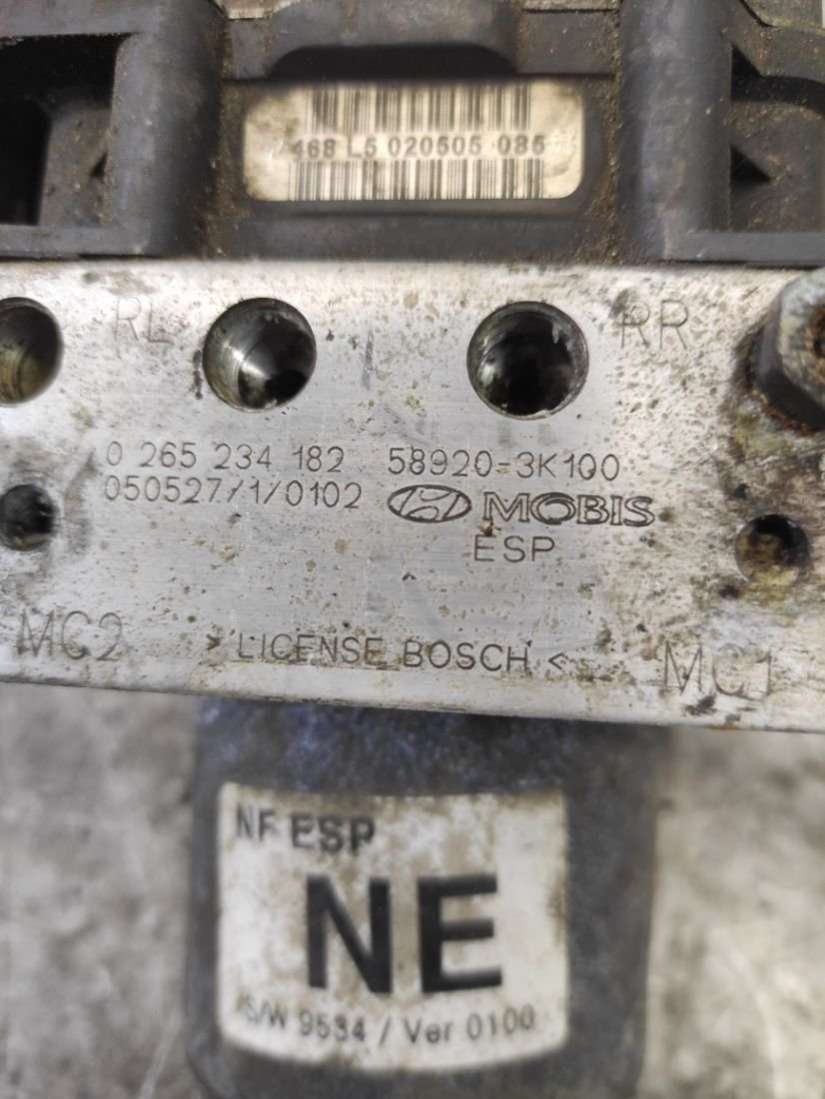 468 L5 020505 085
RL
RR
0 265 234 182 58920-3K100
050527/1/0102 MOBIS
ESP
MC2 > LICENSE BOSCH < MC1
NF ESP
NE
S/W 9534 / Ver 0100